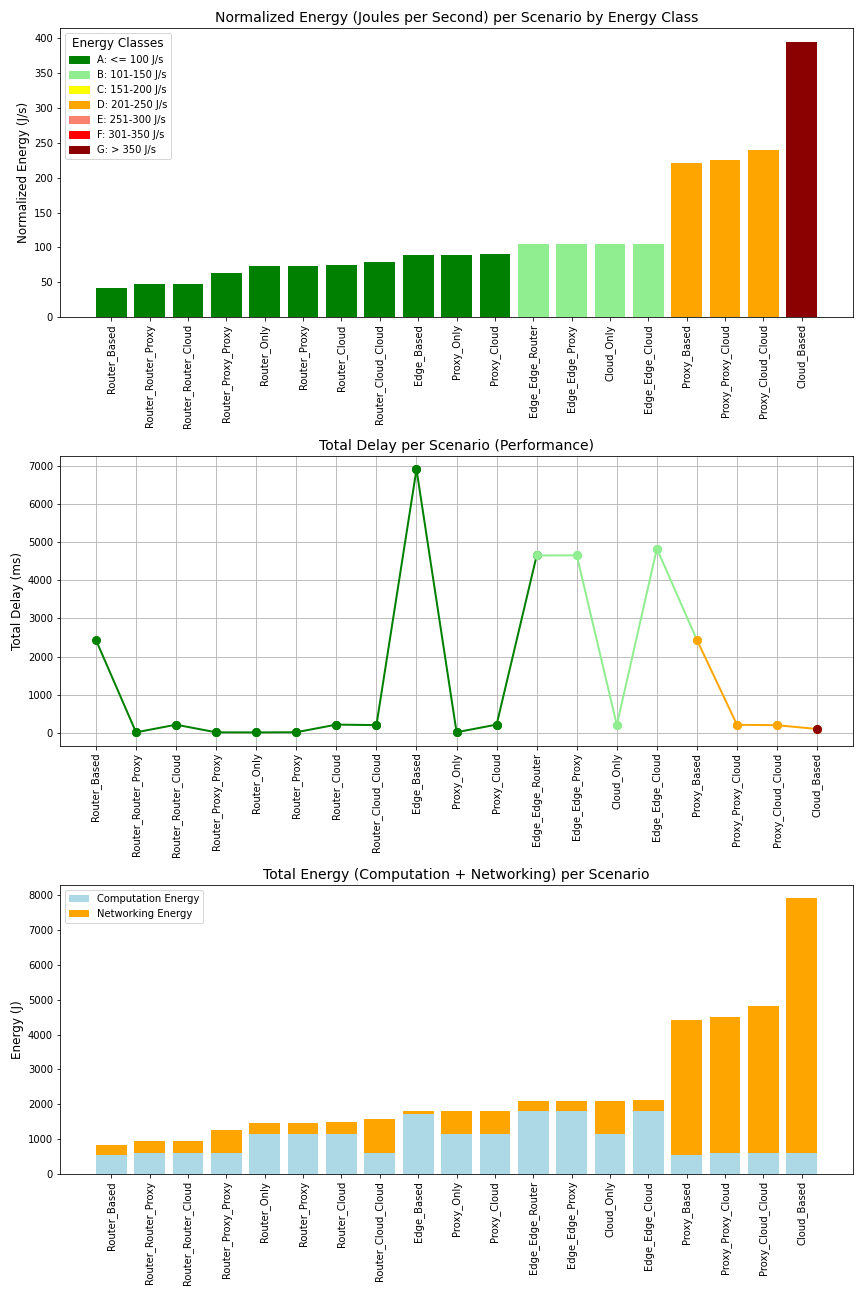 Normalized Energy (Joules per Second) per Scenario by Energy Class
Normalized Energy (J/s)
400
350
300
250
200
150
100
50
0
Energy Classes
A: <= 100 J/s
B: 101-150 J/s
C: 151-200 J/s
D: 201-250 J/s
E: 251-300 J/s
F: 301-350 J/s
G: > 350 J/s
Router_Based
Router_Router_Proxy
Router_Router_Cloud
Router_Proxy_Proxy
Router_Only
Router_Proxy
Router_Cloud
Router_Cloud_Cloud
Edge_Based
Proxy_Only
Proxy_Cloud
Edge_Edge_Router
Edge_Edge_Proxy
Cloud_Only
Edge_Edge_Cloud
Proxy_Based
Proxy_Proxy_Cloud
Proxy_Cloud_Cloud
Cloud_Based
Total Delay per Scenario (Performance)
Total Delay (ms)
7000
6000
5000
4000
3000
2000
1000
0
Router_Based
Router_Router_Proxy
Router_Router_Cloud
Router_Proxy_Proxy
Router_Only
Router_Proxy
Router_Cloud
Router_Cloud_Cloud
Edge_Based
Proxy_Only
Proxy_Cloud
Edge_Edge_Router
Edge_Edge_Proxy
Cloud_Only
Edge_Edge_Cloud
Proxy_Based
Proxy_Proxy_Cloud
Proxy_Cloud_Cloud
Cloud_Based
Total Energy (Computation + Networking) per Scenario
Energy (J)
8000
7000
6000
5000
4000
3000
2000
1000
0
Computation Energy
Networking Energy
Router_Based
Router_Router_Proxy
Router_Router_Cloud
Router_Proxy_Proxy
Router_Only
Router_Proxy
Router_Cloud
Router_Cloud_Cloud
Edge_Based
Proxy_Only
Proxy_Cloud
Edge_Edge_Router
Edge_Edge_Proxy
Cloud_Only
Edge_Edge_Cloud
Proxy_Based
Proxy_Proxy_Cloud
Proxy_Cloud_Cloud
Cloud_Based